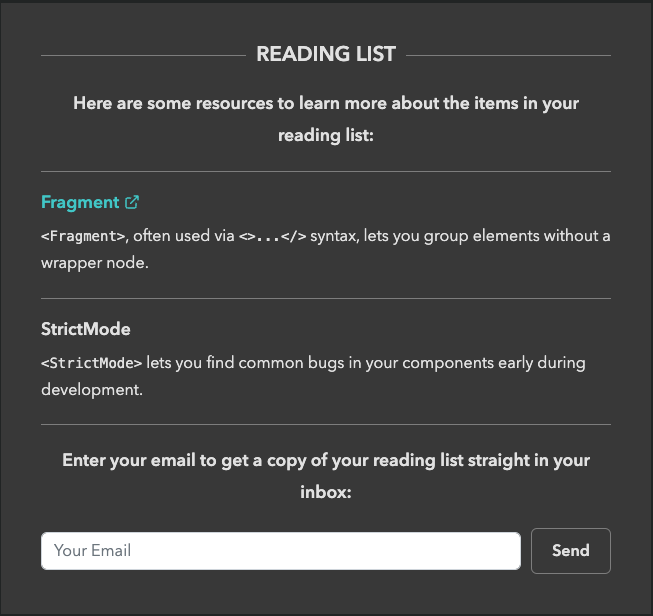 READING LIST
Here are some resources to learn more about the items in your
reading list:
Fragment
<Fragment>, often used via <>...</> syntax, lets you group elements without a
wrapper node.
StrictMode
<StrictMode> lets you find common bugs in your components early during
development.
Enter your email to get a copy of your reading list straight in your
inbox:
Your Email
Send